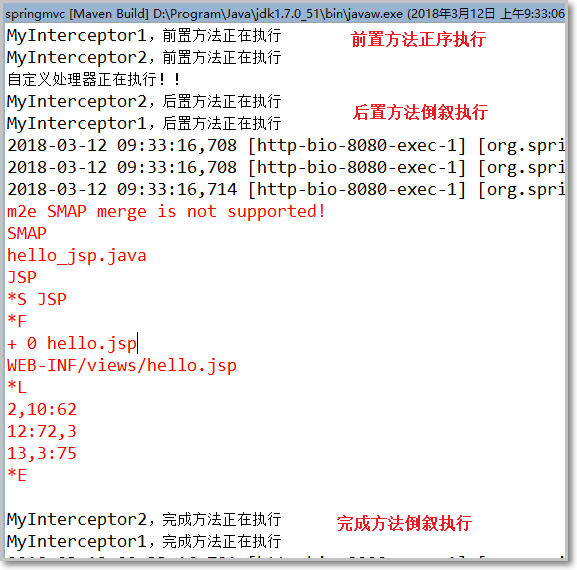 springmvc [Maven Build] D:\Program\Java\jdk1.7.0_51\bin\javaw.exe (2018年3月12日 上午9:33:06
MyInterceptor1，前置方法正在执行 前置方法正序执行
MyInterceptor2，前置方法正在执行
自定义处理器正在执行！！
MyInterceptor2，后置方法正在执行 后置方法倒叙执行
MyInterceptor1，后置方法正在执行
2018-03-12 09:33:16,708 [http-bio-8080-exec-1] [org.spri
2018-03-12 09:33:16,708 [http-bio-8080-exec-1] [org.spri
2018-03-12 09:33:16,714 [http-bio-8080-exec-1] [org.spri
m2e SMAP merge is not supported!
SMAP
hello_jsp.java
JSP
*S JSP
*F
+ 0 hello.jsp
WEB-INF/views/hello.jsp
*L
2,10:62
12:72,3
13,3:75
*E
MyInterceptor2，完成方法正在执行 完成方法倒叙执行
MyInterceptor1，完成方法正在执行